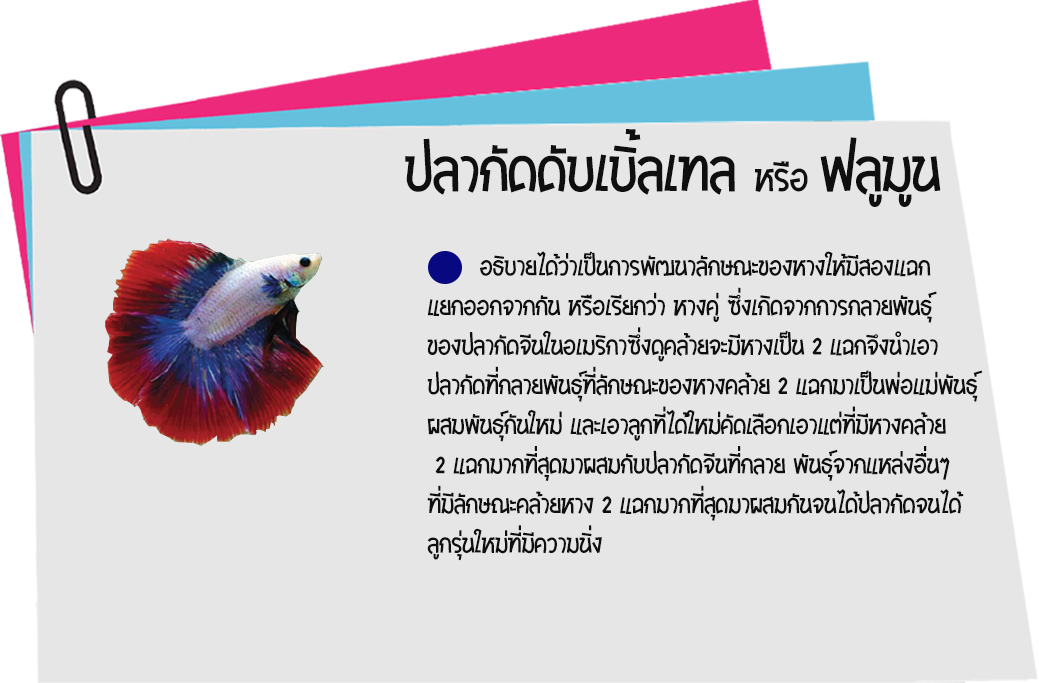 ปลากัดดับเบิ้ลเทล หรือ ฟลูมูน
อธิบายได้ว่าเป็นการพัฒนาลักษณะของหางให้มีสองแฉก
แยกออกจากกัน หรือเรียกว่า หางคู่ ซึ่งเกิดจากการกลายพันธุ์
ของปลากัดจีนในอเมริกาซึ่งดูคล้ายจะมีหางเป็น 2 แฉกจึงนำเอา
ปลากัดที่กลายพันธุ์ที่ลักษณะของหางคล้าย 2 แฉกมาเป็นพ่อแม่พันธุ์
ผสมพันธุ์กันใหม่ และเอาลูกที่ได้ใหม่คัดเลือกเอาแต่ที่มีหางคล้าย
2 แฉกมากที่สุดมาผสมกับปลากัดจีนที่กลาย พันธุ์จากแหล่งอื่นๆ
ที่มีลักษณะคล้ายหาง 2 แฉกมากที่สุดมาผสมกันจนได้ปลากัดจนได้
ลูกรุ่นใหม่ที่มีความนิ่ง